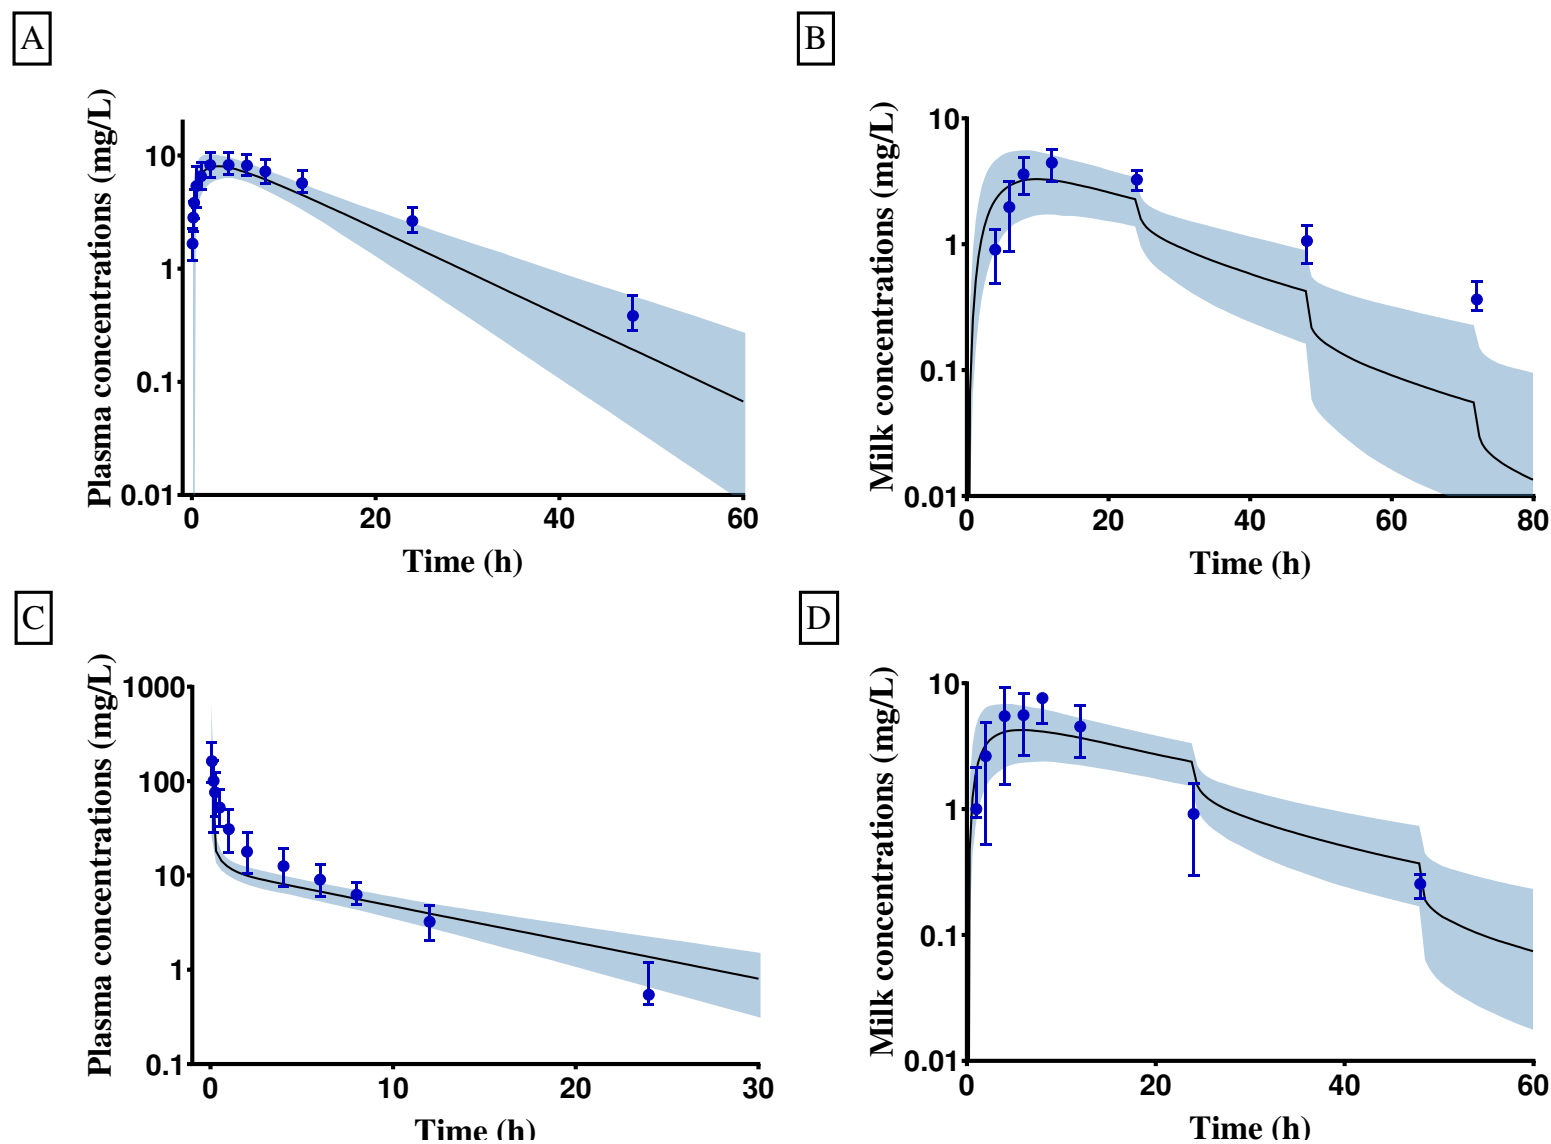 A
Plasma concentrations (mg/L)
10
1
0.1
0.01
0 20 40 60
Time (h)
B
Milk concentrations (mg/L)
10
1
0.1
0.01
0 20 40 60 80
Time (h)
C
Plasma concentrations (mg/L)
1000
100
10
1
0.1
0 10 20 30
Time (h)
D
Milk concentrations (mg/L)
10
1
0.1
0.01
0 20 40 60
Time (h)